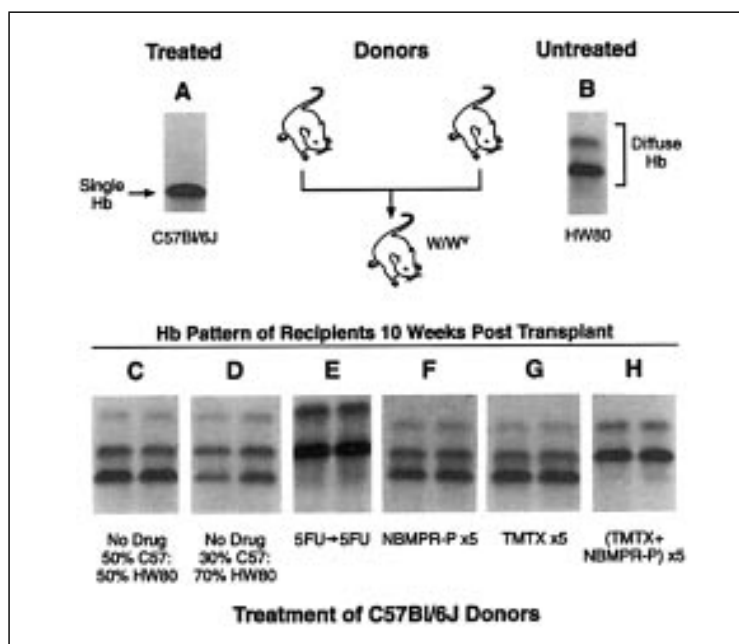 Treated
Donors
Untreated
A
B
Single
Hb
Diffuse
Hb
C57Bl/6J
W/Wv
HW80
Hb Pattern of Recipients 10 Weeks Post Transplant
C D E F G H
No Drug
50% C57:
50% HW80
No Drug
30% C57:
70% HW80
5FU→5FU
NBMPR-P x5
TMTX x5
(TMTX+
NBMPR-P) x5
Treatment of C57Bl/6J Donors